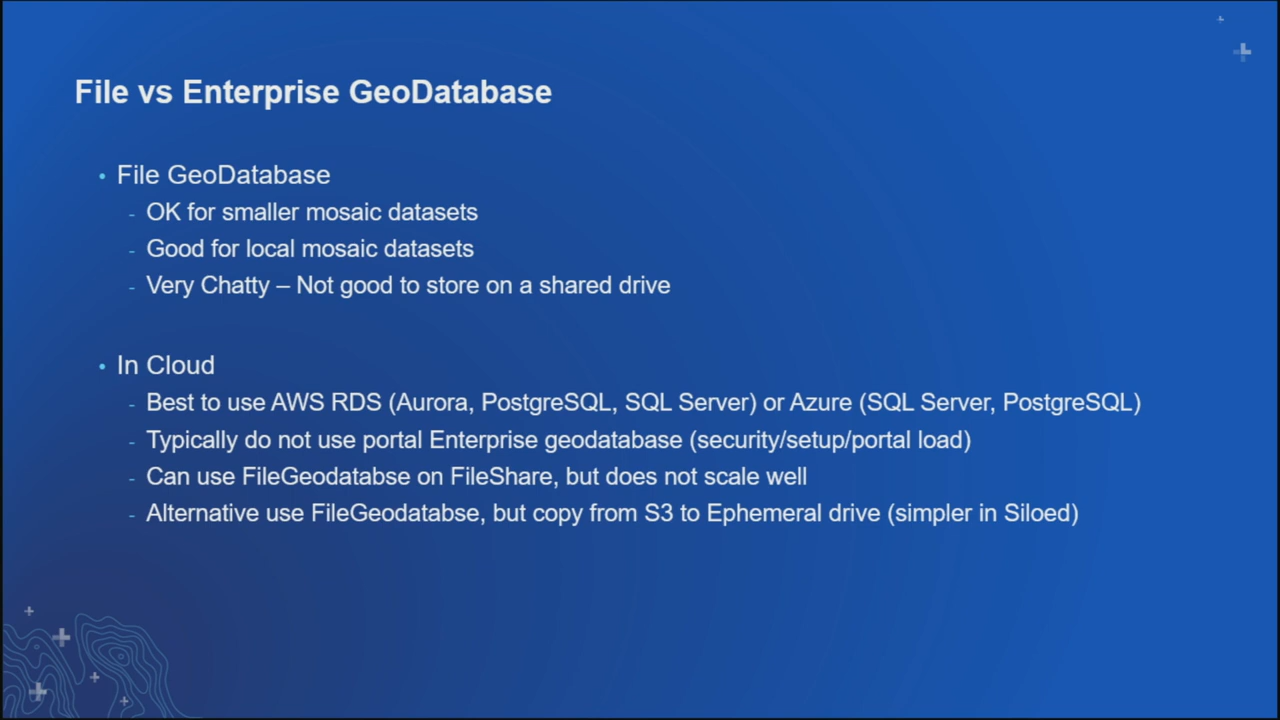 File vs Enterprise GeoDatabase
• File GeoDatabase
- OK for smaller mosaic datasets
- Good for local mosaic datasets
- Very Chatty – Not good to store on a shared drive
• In Cloud
- Best to use AWS RDS (Aurora, PostgreSQL, SQL Server) or Azure (SQL Server, PostgreSQL)
- Typically do not use portal Enterprise geodatabase (security/setup/portal load)
- Can use FileGeodatabse on FileShare, but does not scale well
- Alternative use FileGeodatabse, but copy from S3 to Ephemeral drive (simpler in Siloed)